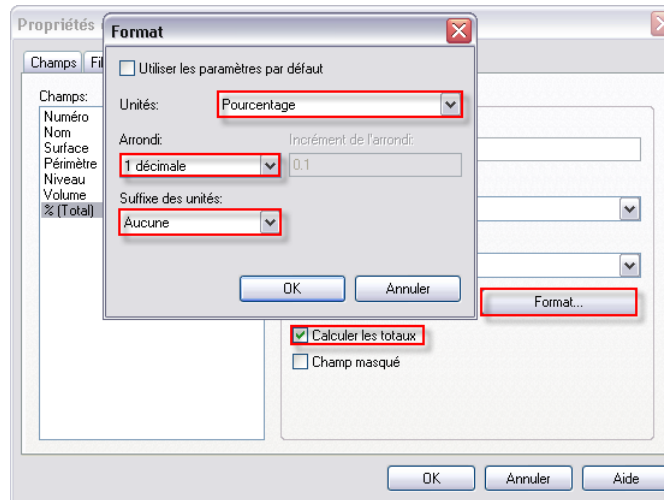 Propriétés
Format
Champs
Utiliser les paramètres par défaut
Champs:
Unités:
Pourcentage
Numéro
Nom
Surface
Périmètre
Niveau
Volume
% (Total)
Arrondi:
Incrément de l'arrondi:
1 décimale
0.1
Suffixe des unités:
Aucune
OK
Annuler
Format...
Calculer les totaux
Champ masqué
OK
Annuler
Aide